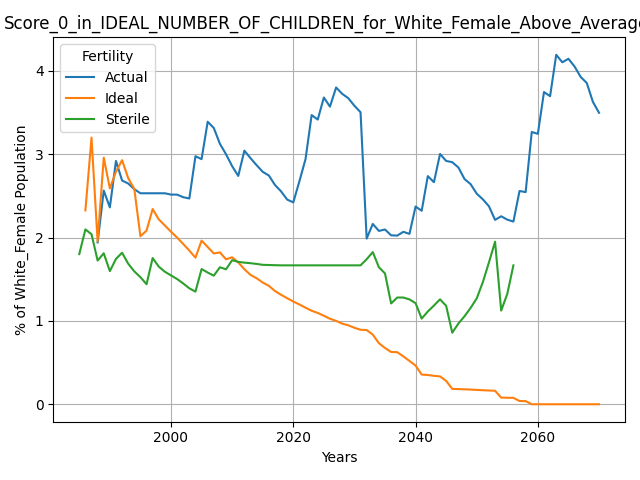 Score_0_in_IDEAL_NUMBER_OF_CHILDREN_for_White_Female_Above_Average
Fertility
Actual
Ideal
Sterile
% of White_Female Population
4
3
2
1
0
2000 2020 2040 2060
Years